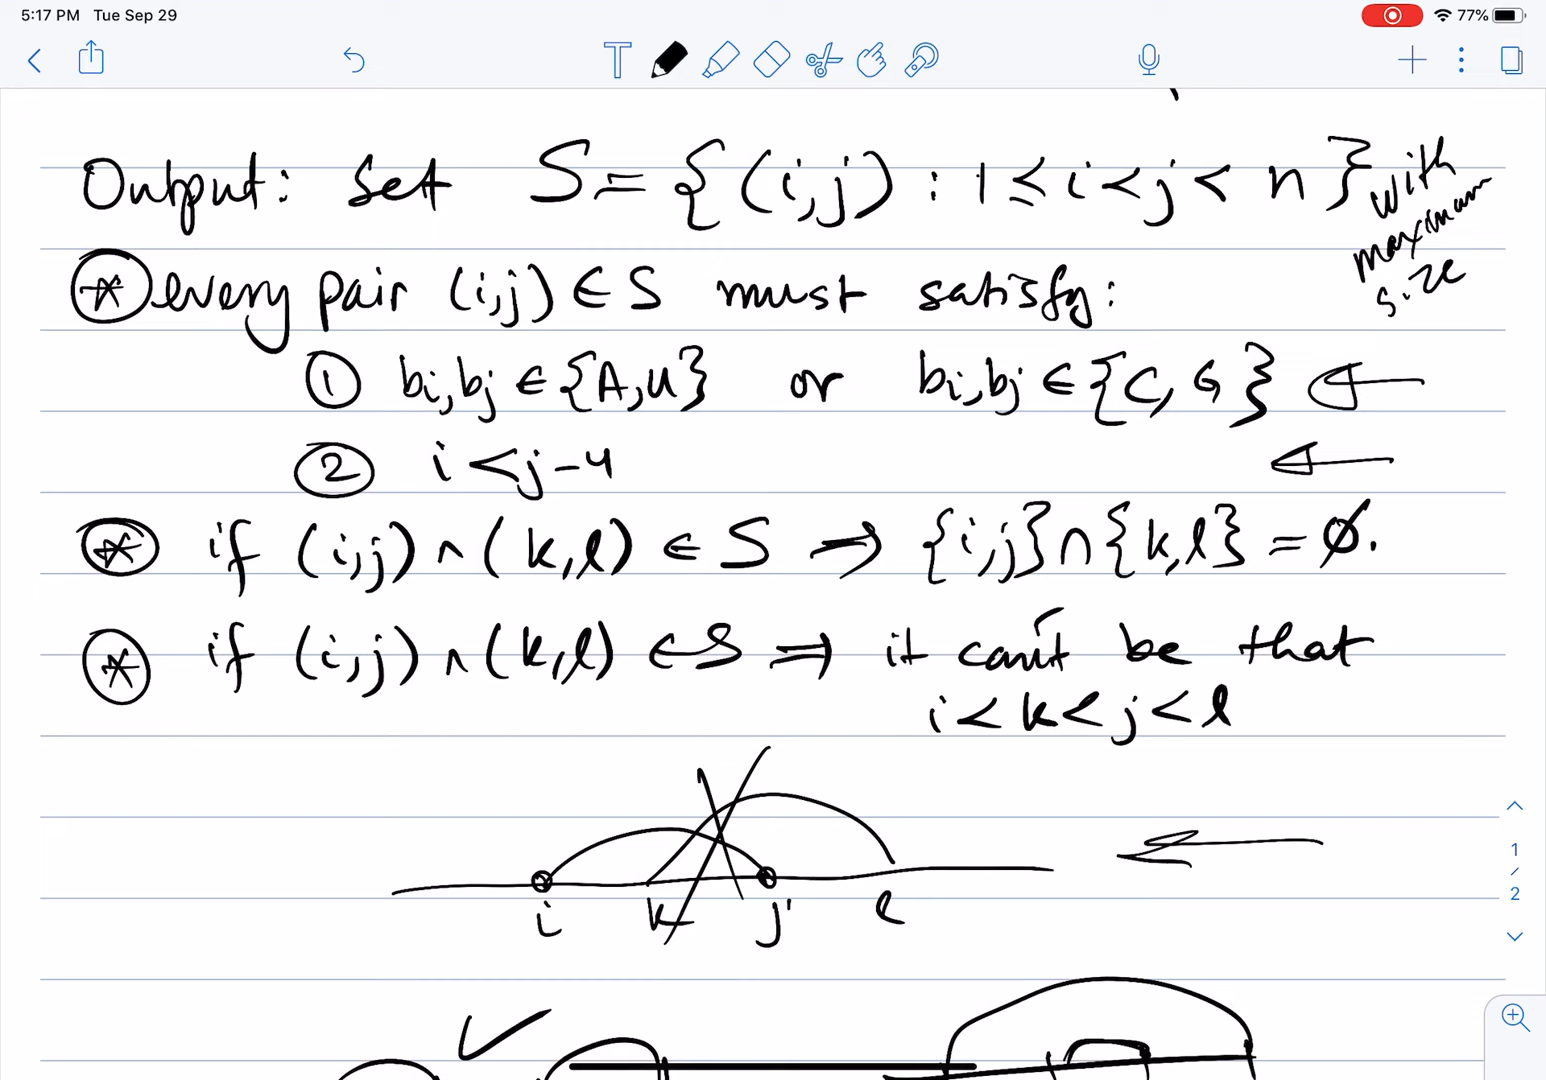 5:17 PM Tue Sep 29
77%
T
Output: Set S = { (i,j) : 1 ≤ i < j < n } with
maximum
size
* every pair (i,j) ∈ S must satisfy:
① bi,bj ∈ {A,U} or bi,bj ∈ {C,G}
② i < j-4
* if (i,j) ∧ (k,l) ∈ S ⇒ {i,j} ∩ {k,l} = ∅.
* if (i,j) ∧ (k,l) ∈ S ⇒ it can't be that
i < k < j < l
i k j l
1
/
2